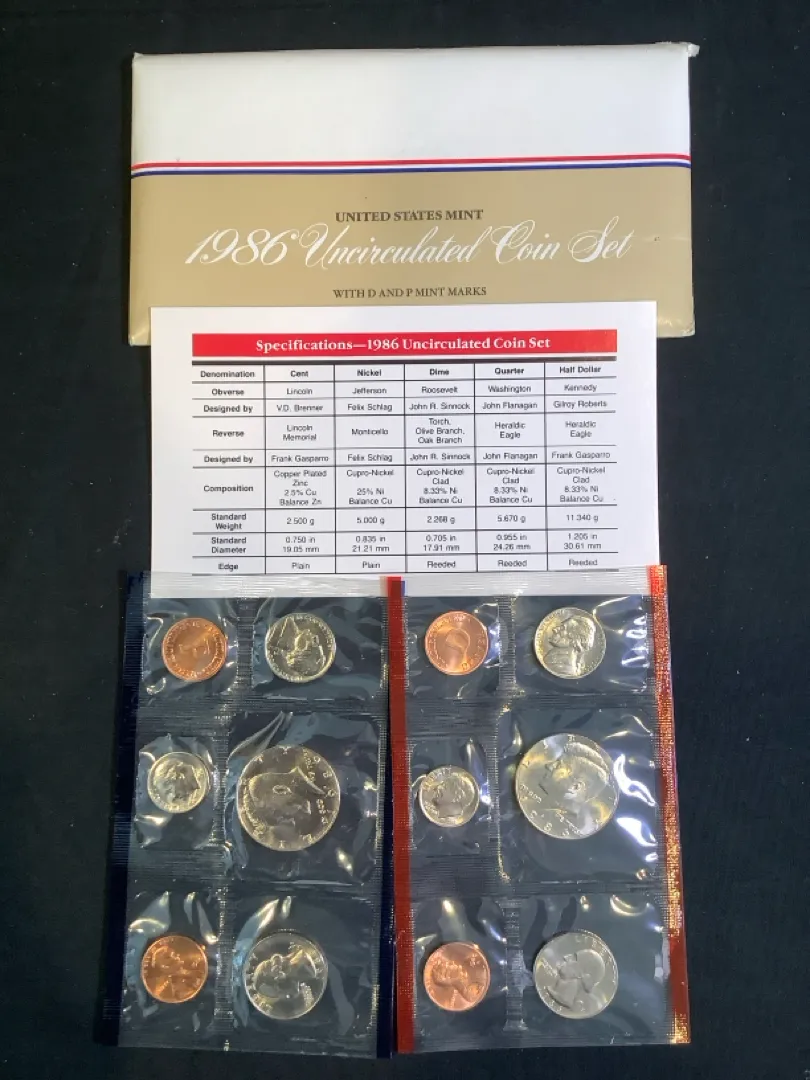 UNITED STATES MINT
1986 Uncirculated Coin Set
WITH D AND P MINT MARKS
Specifications—1986 Uncirculated Coin Set
Denomination Cent Nickel Dime Quarter Half Dollar
Obverse Lincoln Jefferson Roosevelt Washington Kennedy
Designed by V.D. Brenner Felix Schlag John R. Sinnock John Flanagan Gilroy Roberts
Reverse Lincoln Memorial Monticello Torch, Olive Branch, Oak Branch Heraldic Eagle Heraldic Eagle
Designed by Frank Gasparro Felix Schlag John R. Sinnock John Flanagan Frank Gasparro
Composition Copper Plated Zinc 2.5% Cu Balance Zn Cupro-Nickel 25% Ni Balance Cu Cupro-Nickel Clad 8.33% Ni Balance Cu Cupro-Nickel Clad 8.33% Ni Balance Cu Cupro-Nickel Clad 8.33% Ni Balance Cu
Standard Weight 2.500 g 5.000 g 2.268 g 5.670 g 11.340 g
Standard Diameter 0.750 in 19.05 mm 0.835 in 21.21 mm 0.705 in 17.91 mm 0.955 in 24.26 mm 1.205 in 30.61 mm
Edge Plain Plain Reeded Reeded Reeded